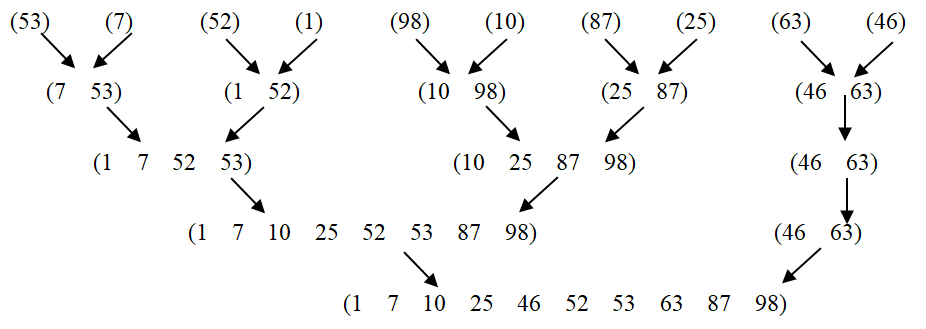 (53) (7) (52) (1) (98) (10) (87) (25) (63) (46)
(7 53) (1 52) (10 98) (25 87) (46 63)
(1 7 52 53) (10 25 87 98) (46 63)
(1 7 10 25 52 53 87 98) (46 63)
(1 7 10 25 46 52 53 63 87 98)